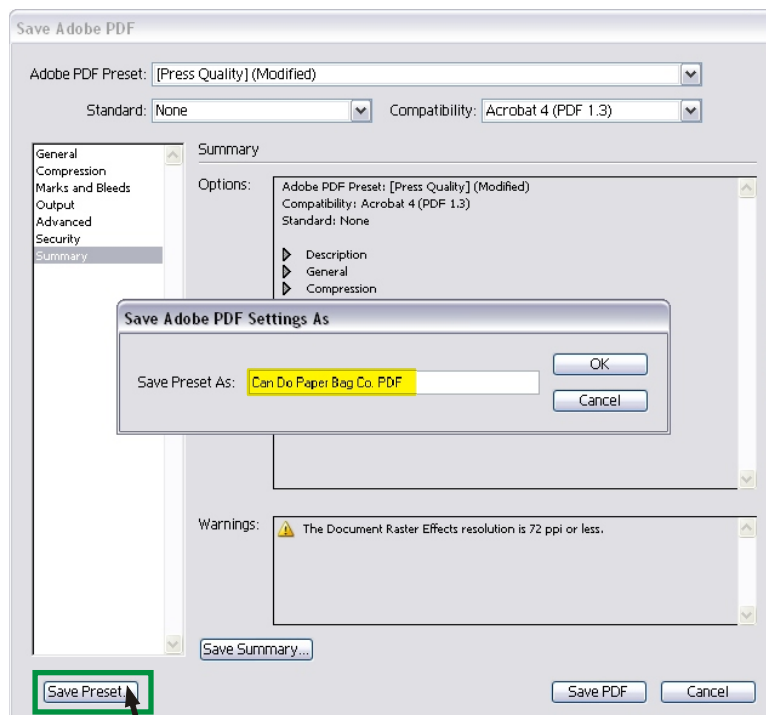 Save Adobe PDF
Adobe PDF Preset: [Press Quality] (Modified)
Standard: None Compatibility: Acrobat 4 (PDF 1.3)
General
Compression
Marks and Bleeds
Output
Advanced
Security
Summary
Summary
Options:
Adobe PDF Preset: [Press Quality] (Modified)
Compatibility: Acrobat 4 (PDF 1.3)
Standard: None
Description
General
Compression
Save Adobe PDF Settings As
Save Preset As: Can Do Paper Bag Co. PDF
OK
Cancel
Warnings: The Document Raster Effects resolution is 72 ppi or less.
Save Summary...
Save Preset... Save PDF Cancel